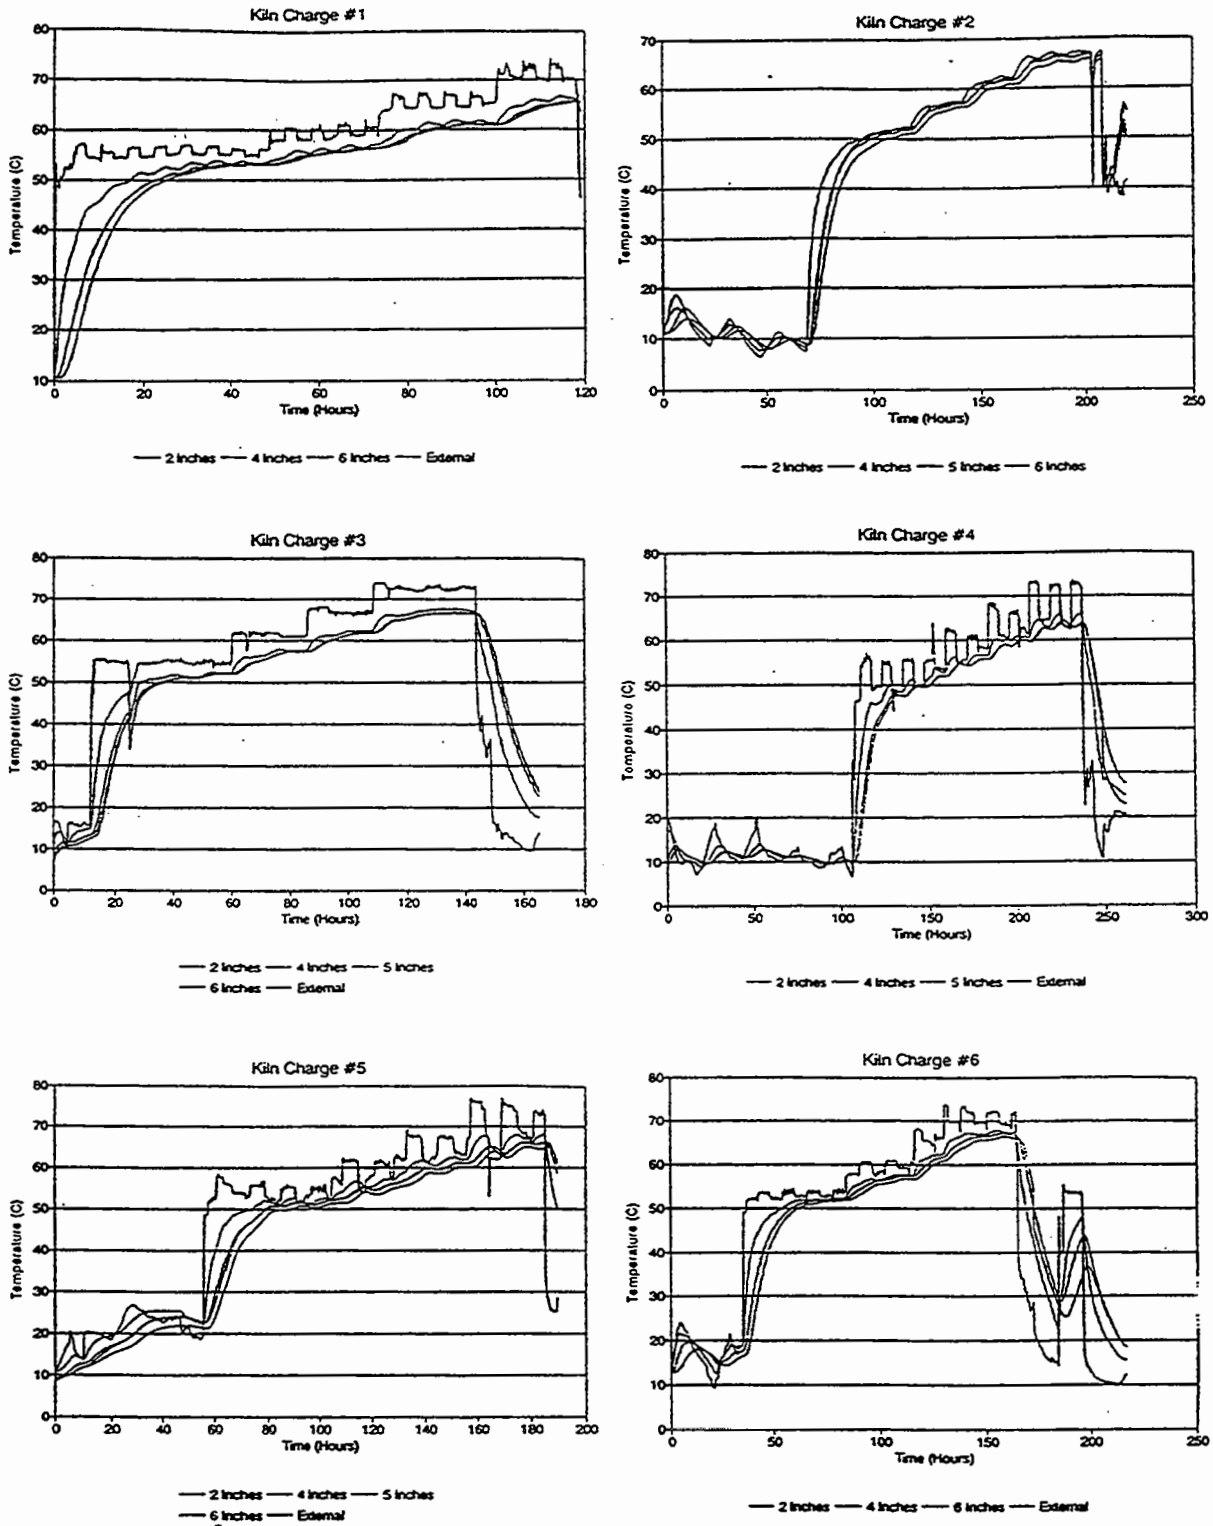 Kiln Charge #1
80
70
60
50
40
30
20
10
Temperature (C)
0 20 40 60 80 100 120
Time (Hours)
2 Inches 4 Inches 6 Inches External
Kiln Charge #2
70
60
50
40
30
20
10
0
Temperature (C)
0 50 100 150 200 250
Time (Hours)
2 Inches 4 Inches 5 Inches 6 Inches
Kiln Charge #3
80
70
60
50
40
30
20
10
0
Temperature (C)
0 20 40 60 80 100 120 140 160 180
Time (Hours)
2 Inches 4 Inches 5 Inches
6 Inches External
Kiln Charge #4
80
70
60
50
40
30
20
10
0
Temperature (C)
0 50 100 150 200 250 300
Time (Hours)
2 Inches 4 Inches 5 Inches External
Kiln Charge #5
80
70
60
50
40
30
20
10
0
Temperature (C)
0 20 40 60 80 100 120 140 160 180 200
Time (Hours)
2 Inches 4 Inches 5 Inches
6 Inches External
Kiln Charge #6
80
70
60
50
40
30
20
10
0
Temperature (C)
0 50 100 150 200 250
Time (Hours)
2 Inches 4 Inches 6 Inches External